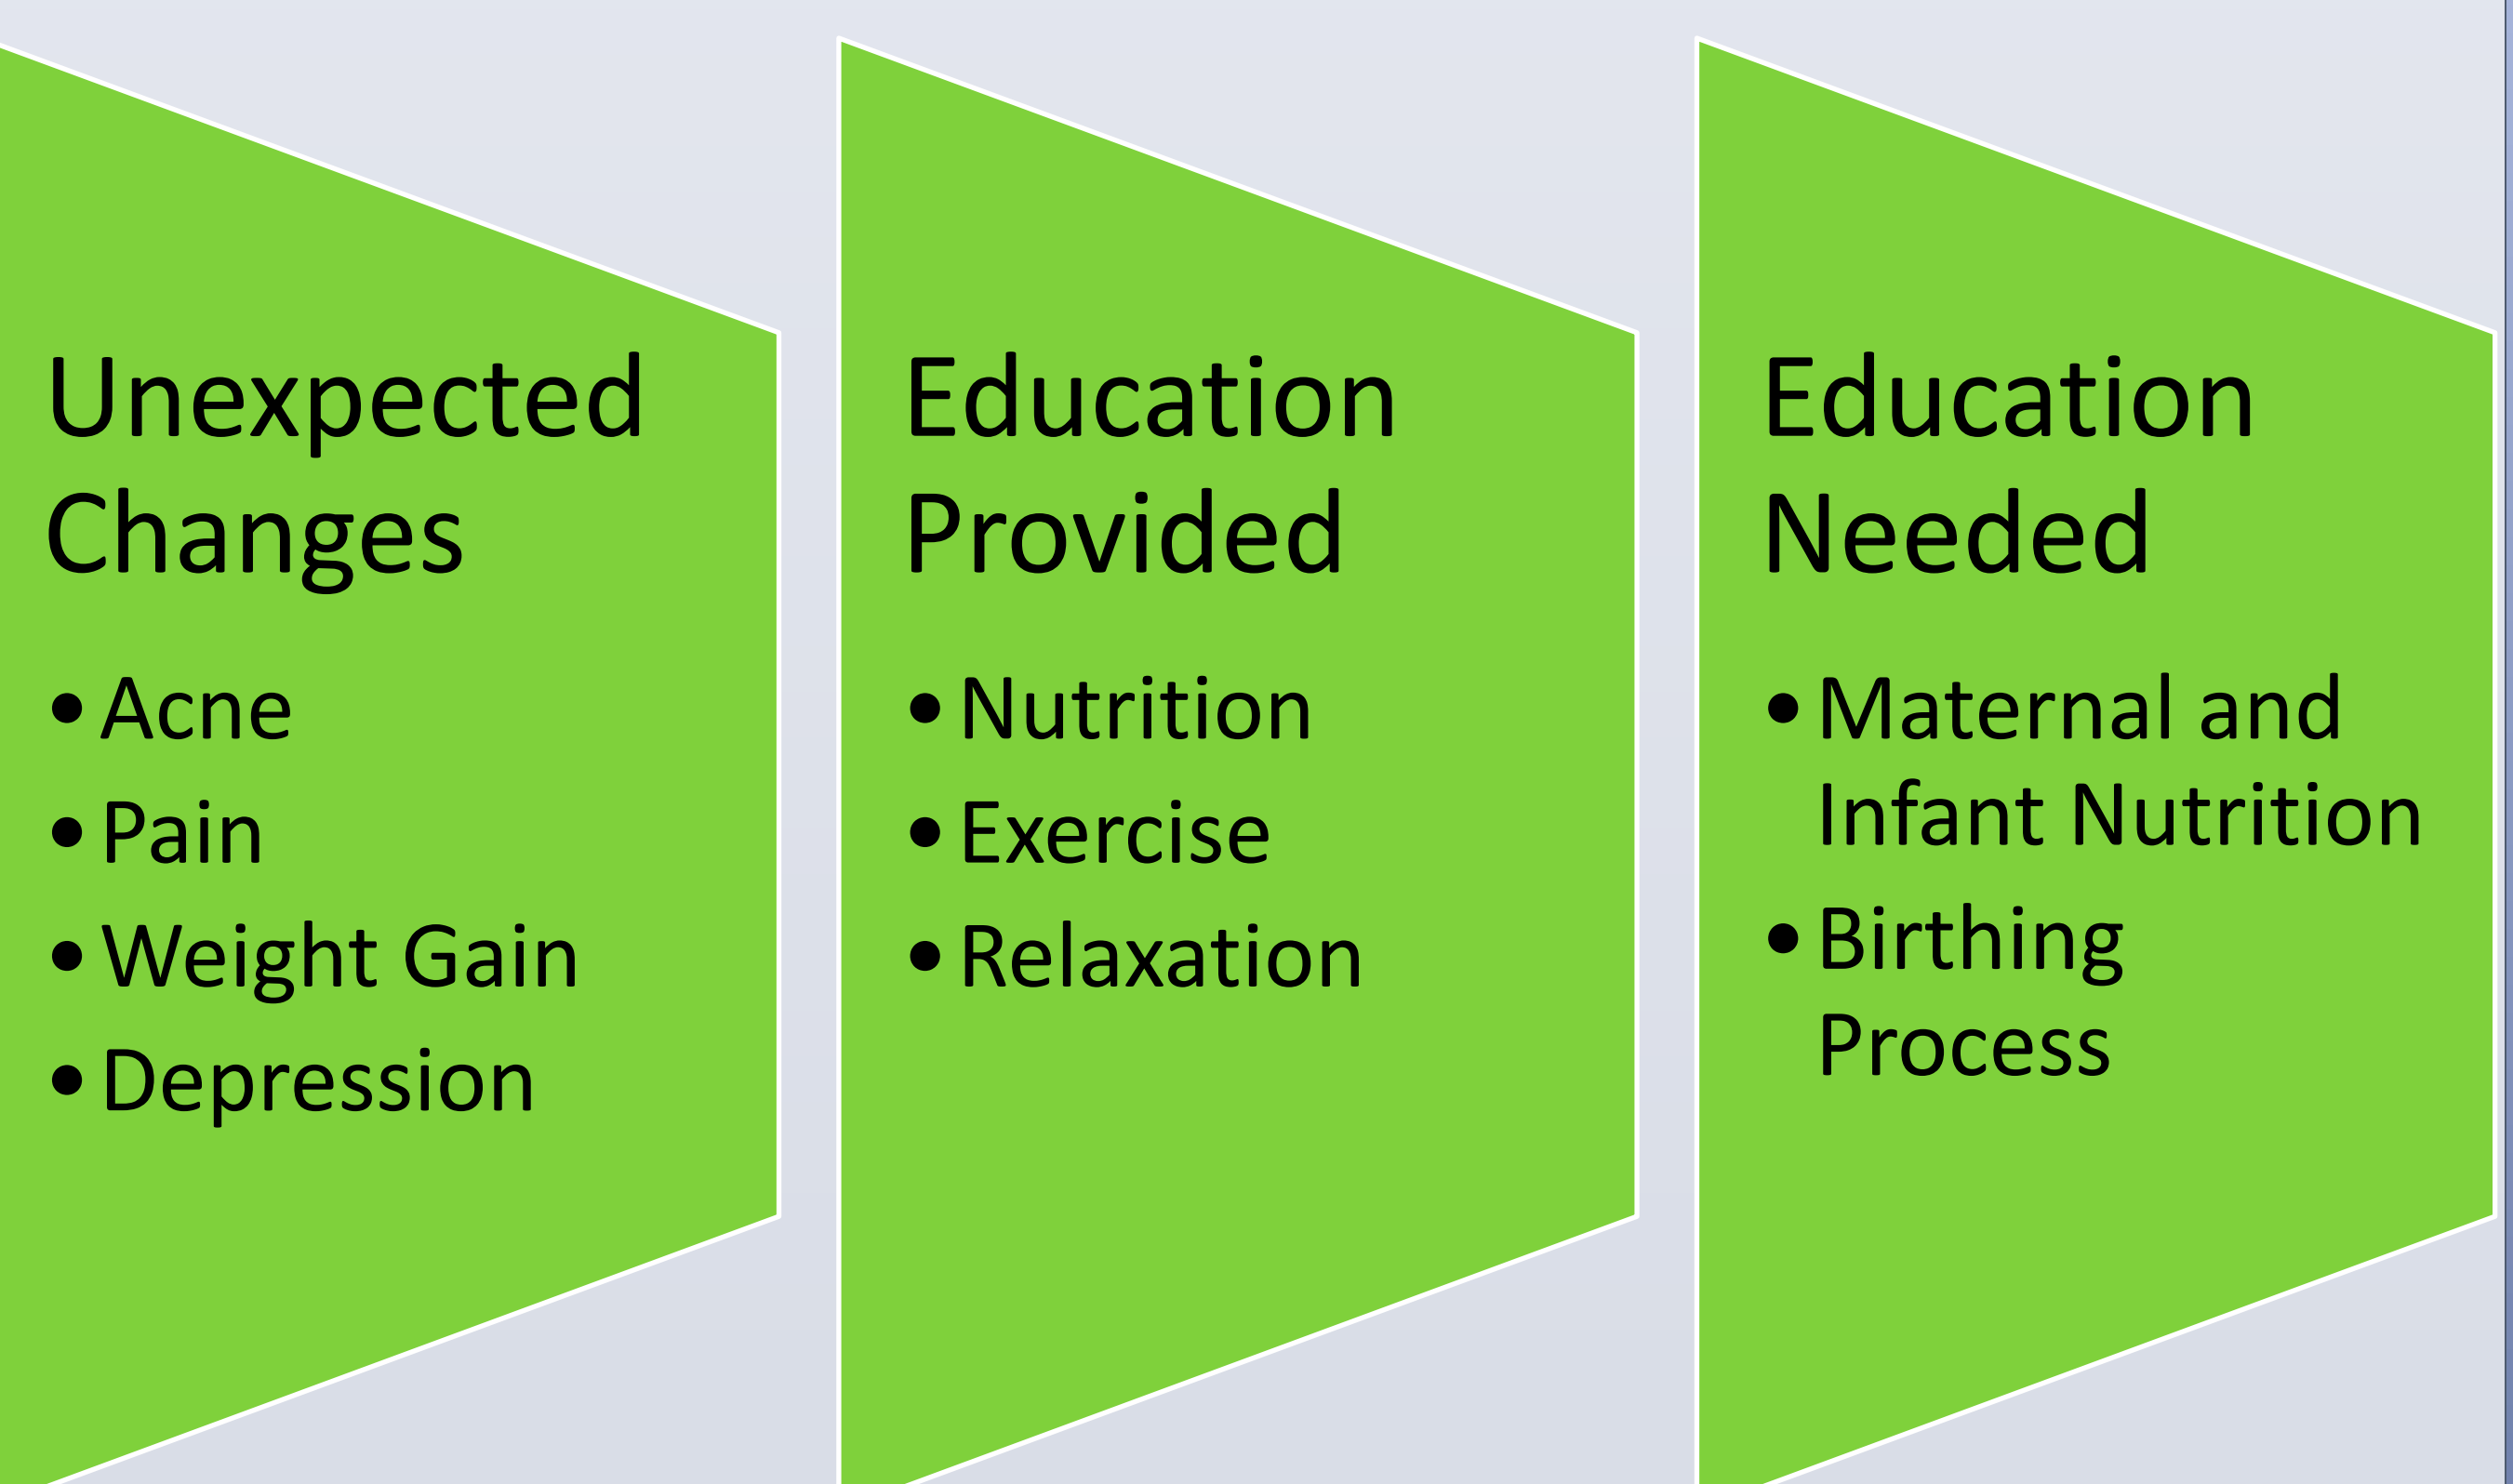 Unexpected
Changes
• Acne
• Pain
• Weight Gain
• Depression
Education
Provided
• Nutrition
• Exercise
• Relaxation
Education
Needed
• Maternal and
Infant Nutrition
• Birthing
Process